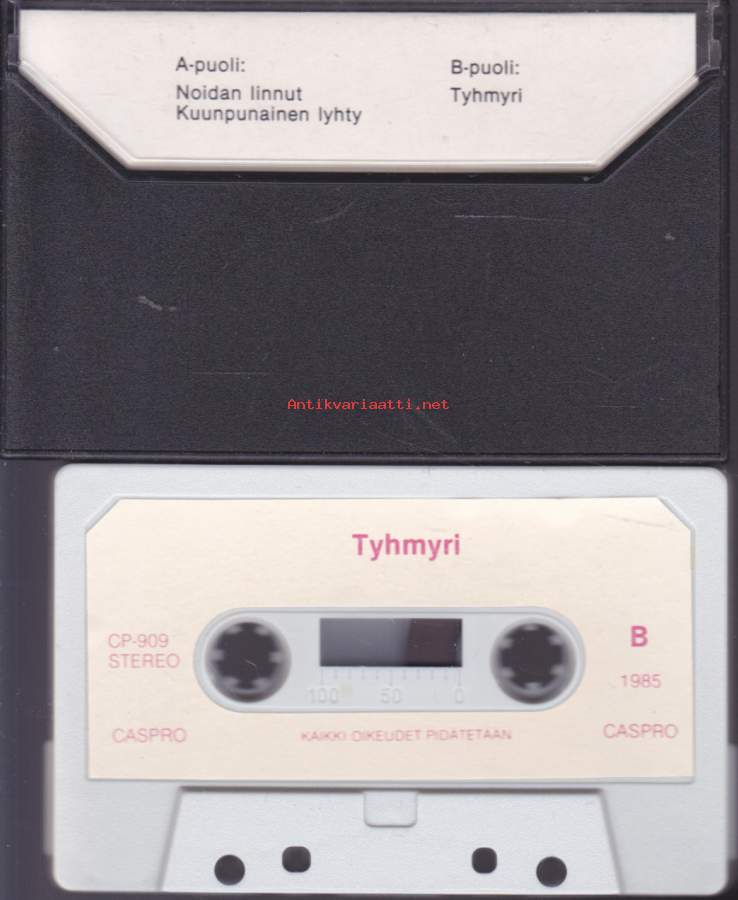 A-puoli:
Noidan linnut
Kuunpunainen lyhty
B-puoli:
Tyhmyri
Antikvariaatti.net
Tyhmyri
CP-909
STEREO
B
1985
100 50 0
CASPRO
KAIKKI OIKEUDET PIDÄTETÄÄN
CASPRO